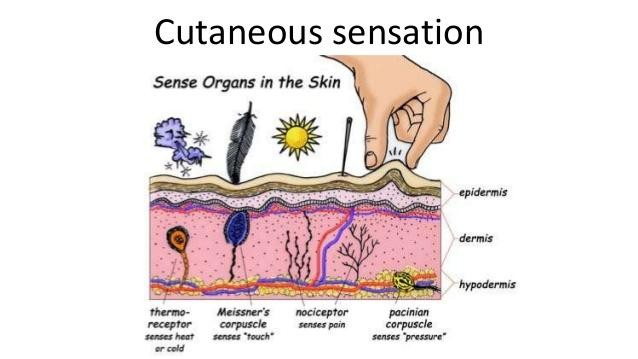 Cutaneous sensation
Sense Organs in the Skin
epidermis
dermis
hypodermis
thermo-
receptor
senses heat
or cold
Meissner's
corpuscle
senses "touch"
nociceptor
senses pain
pacinian
corpuscle
senses "pressure"